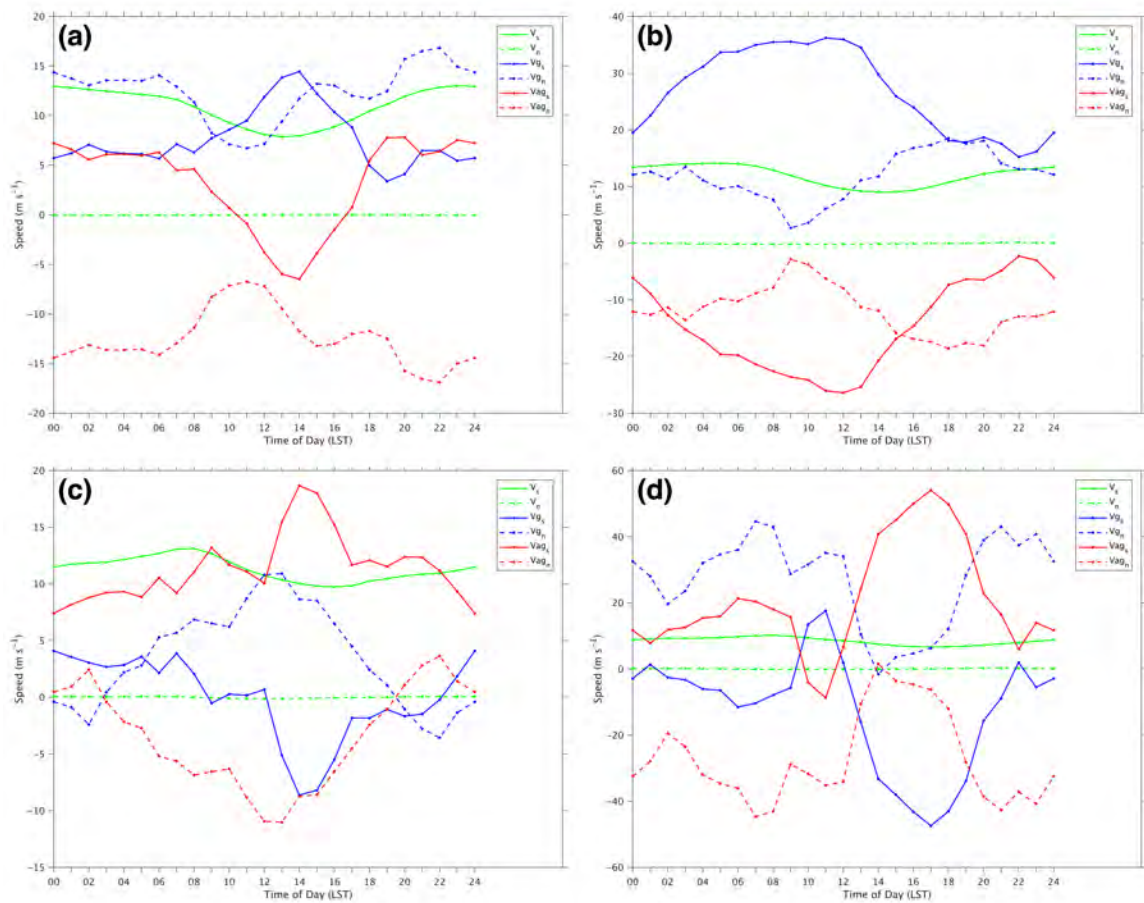 (a)
20
15
10
5
0
−5
−10
−15
−20
Speed (m s⁻¹)
00 02 04 06 08 10 12 14 16 18 20 22 24
Time of Day (LST)
Vₛ
Vₙ
Vgₛ
Vgₙ
Vagₛ
Vagₙ
(b)
40
30
20
10
0
−10
−20
−30
Speed (m s⁻¹)
00 02 04 06 08 10 12 14 16 18 20 22 24
Time of Day (LST)
Vₛ
Vₙ
Vgₛ
Vgₙ
Vagₛ
Vagₙ
(c)
20
15
10
5
0
−5
−10
−15
Speed (m s⁻¹)
00 02 04 06 08 10 12 14 16 18 20 22 24
Time of Day (LST)
Vₛ
Vₙ
Vgₛ
Vgₙ
Vagₛ
Vagₙ
(d)
60
40
20
0
−20
−40
−60
Speed (m s⁻¹)
00 02 04 06 08 10 12 14 16 18 20 22 24
Time of Day (LST)
Vₛ
Vₙ
Vgₛ
Vgₙ
Vagₛ
Vagₙ